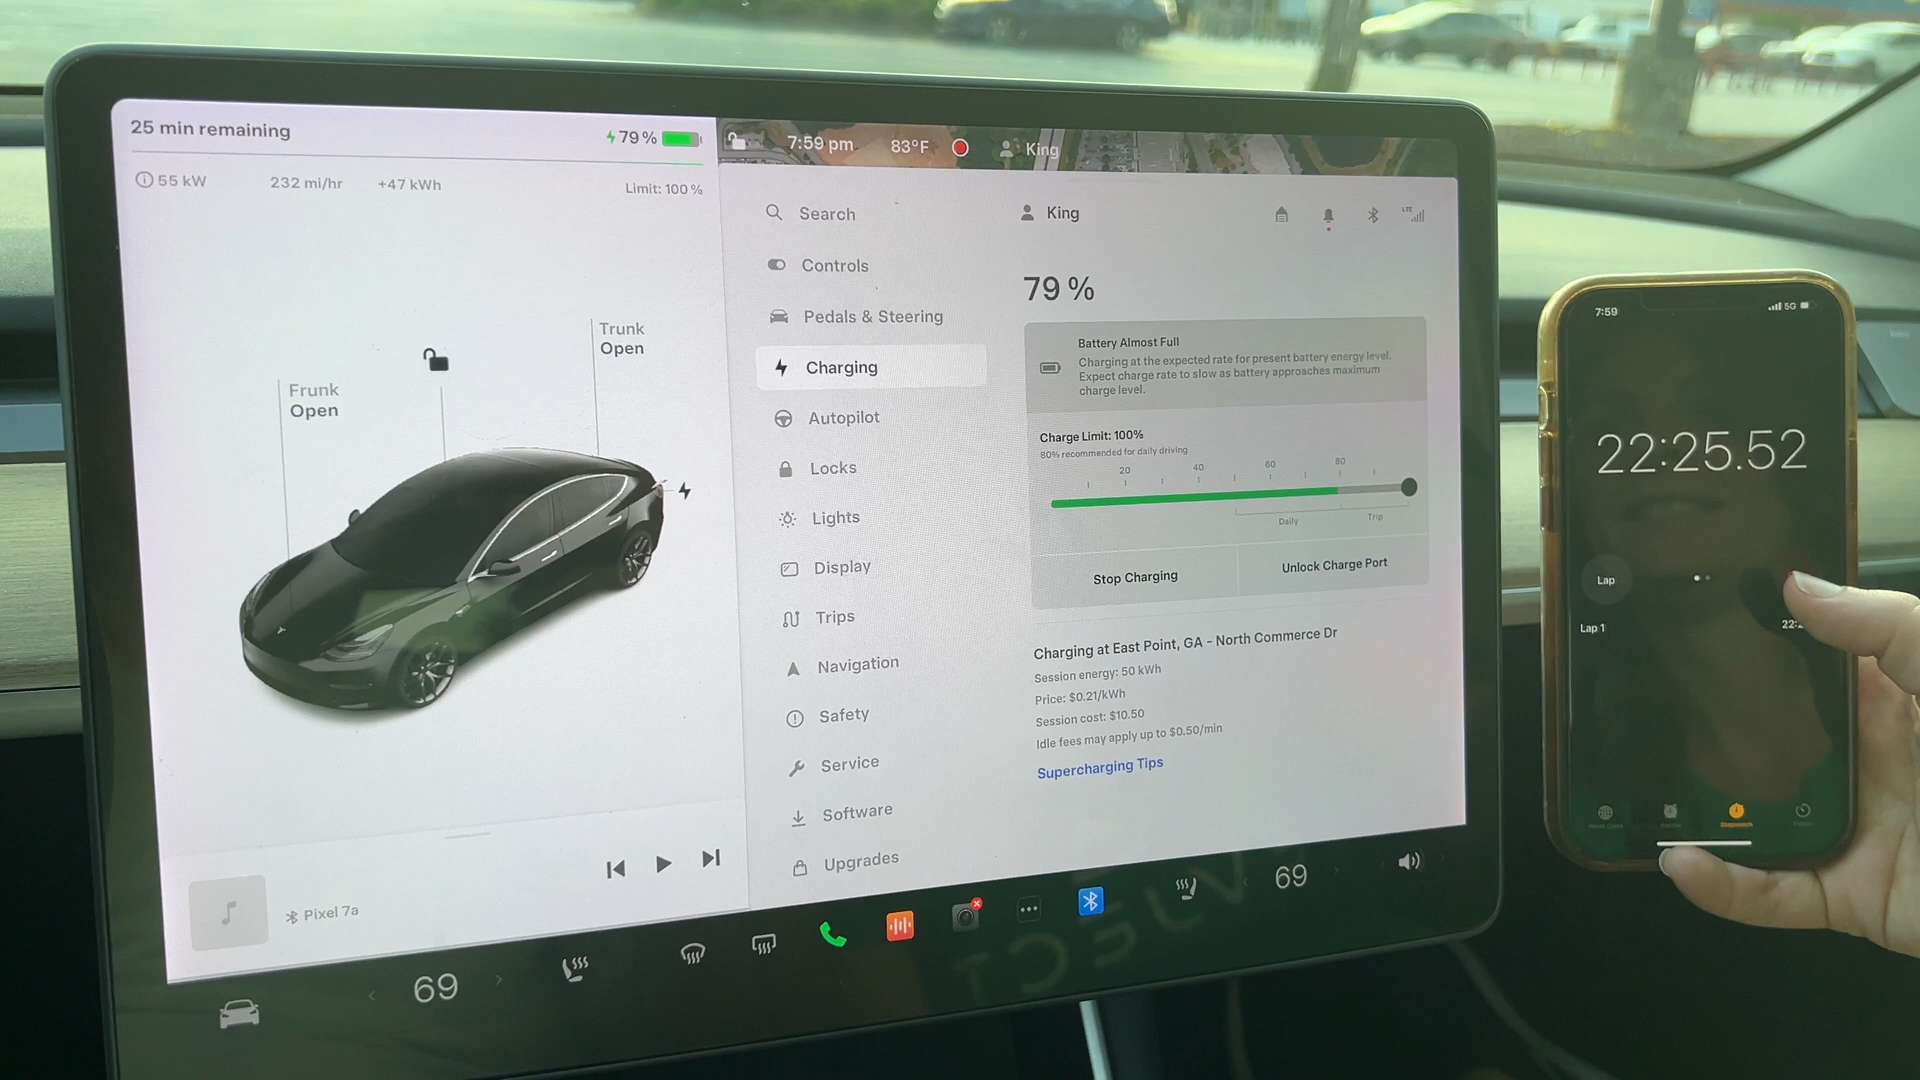 25 min remaining
79 %
55 kW
232 mi/hr
+47 kWh
Limit: 100 %
Frunk
Open
Trunk
Open
Pixel 7a
7:59 pm
83°F
King
Search
Controls
Pedals & Steering
Charging
Autopilot
Locks
Lights
Display
Trips
Navigation
Safety
Service
Software
Upgrades
King
LTE
79 %
Battery Almost Full
Charging at the expected rate for present battery energy level.
Expect charge rate to slow as battery approaches maximum
charge level.
Charge Limit: 100%
80% recommended for daily driving
20 40 60 80
Daily Trip
Stop Charging
Unlock Charge Port
Charging at East Point, GA - North Commerce Dr
Session energy: 50 kWh
Price: $0.21/kWh
Session cost: $10.50
Idle fees may apply up to $0.50/min
Supercharging Tips
69
69
TESLA
7:59
5G
22:25.52
Lap
Lap 1
22:
Stopwatch